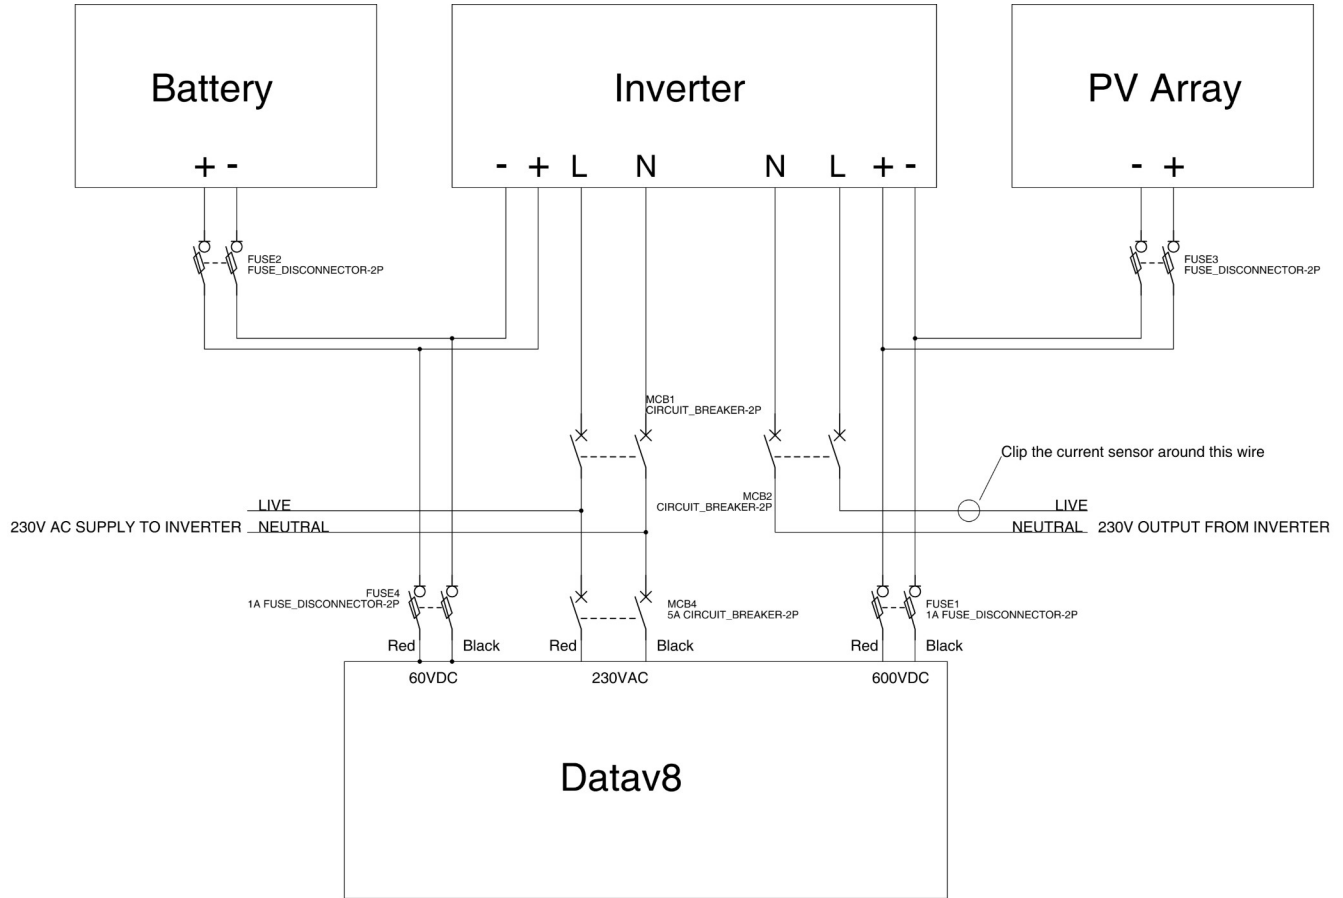 Battery
Inverter
PV Array
+ -
- + L N N L + -
- +
FUSE2
FUSE_DISCONNECTOR-2P
FUSE3
FUSE_DISCONNECTOR-2P
MCB1
CIRCUIT_BREAKER-2P
Clip the current sensor around this wire
MCB2
CIRCUIT_BREAKER-2P
LIVE
230V AC SUPPLY TO INVERTER NEUTRAL
LIVE
NEUTRAL 230V OUTPUT FROM INVERTER
FUSE4
1A FUSE_DISCONNECTOR-2P
MCB4
5A CIRCUIT_BREAKER-2P
FUSE1
1A FUSE_DISCONNECTOR-2P
Red Black Red Black Red Black
60VDC 230VAC 600VDC
Datav8